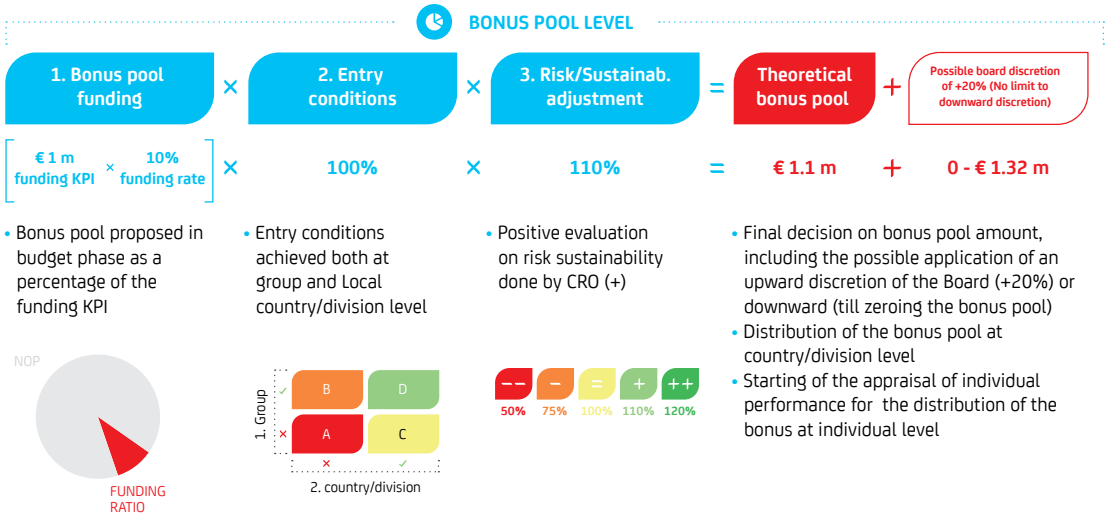 BONUS POOL LEVEL
1. Bonus pool
funding
×
2. Entry
conditions
×
3. Risk/Sustainab.
adjustment
=
Theoretical
bonus pool
+
Possible board discretion
of +20% (No limit to
downward discretion)
€ 1 m
funding KPI
×
10%
funding rate
×
100%
×
110%
=
€ 1.1 m
+
0 - € 1.32 m
• Bonus pool proposed in
budget phase as a
percentage of the
funding KPI
• Entry conditions
achieved both at
group and Local
country/division level
• Positive evaluation
on risk sustainability
done by CRO (+)
• Final decision on bonus pool amount,
including the possible application of an
upward discretion of the Board (+20%) or
downward (till zeroing the bonus pool)
• Distribution of the bonus pool at
country/division level
• Starting of the appraisal of individual
performance for the distribution of the
bonus at individual level
NOP
FUNDING
RATIO
1. Group
✓
B
D
×
A
C
×
✓
2. country/division
--
-
=
+
++
50%
75%
100%
110%
120%